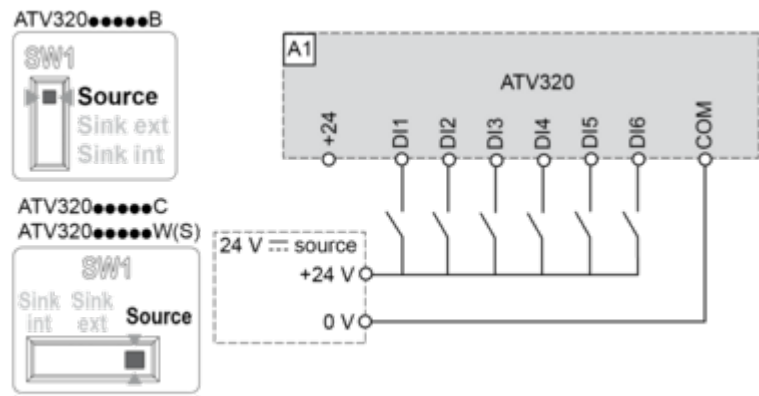 ATV320●●●●●B
SW1
Source
Sink ext
Sink int
ATV320●●●●●C
ATV320●●●●●W(S)
SW1
Sink int
Sink ext
Source
A1
ATV320
+24
DI1
DI2
DI3
DI4
DI5
DI6
COM
24 V ⎓ source
+24 V
0 V